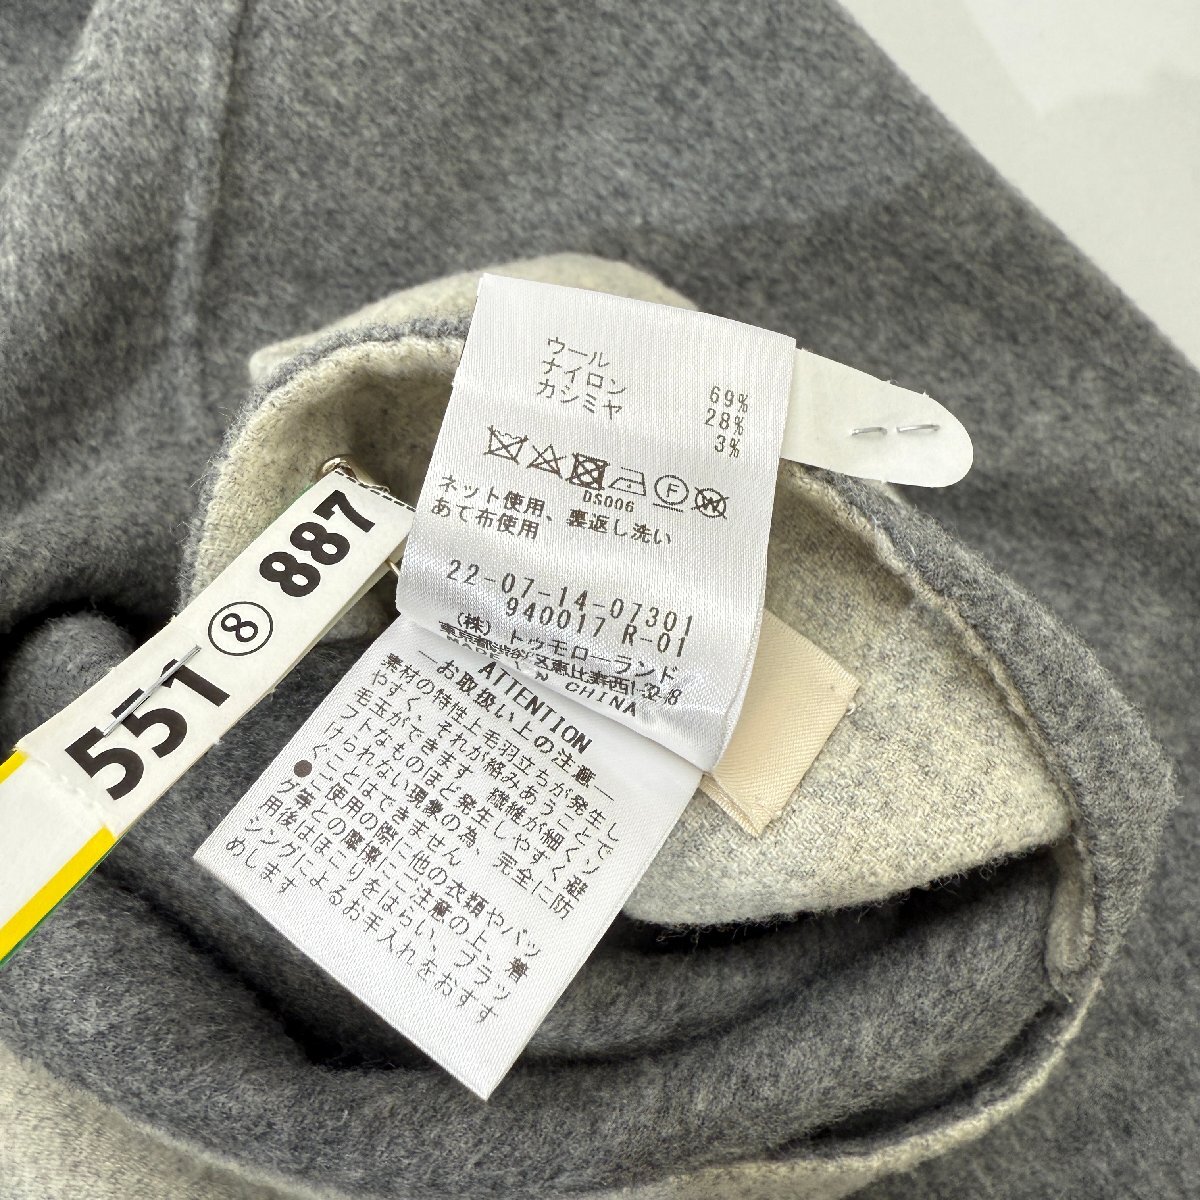 ウール 69%
ナイロン 28%
カシミヤ 3%
F
W
DS006
ネット使用、裏返し洗い
あて布使用
22-07-14-07301
940017 R-01
(株)トゥモローランド
MADE IN CHINA
ATTENTION
―お取扱い上の注意―
素材の特性上毛羽立ちが発生し
やすく、それが絡みあうことで
毛玉ができます。繊維が細く、ソ
フトなものほど発生しやすく避
けられない現象の為、完全に防
ぐことはできません。
●ご使用の際に他の衣類やバッ
グ等との摩擦にご注意の上、着
用後はほこりをはらい、ブラッ
シングによるお手入れをおすす
めします
551 ⑧ 887